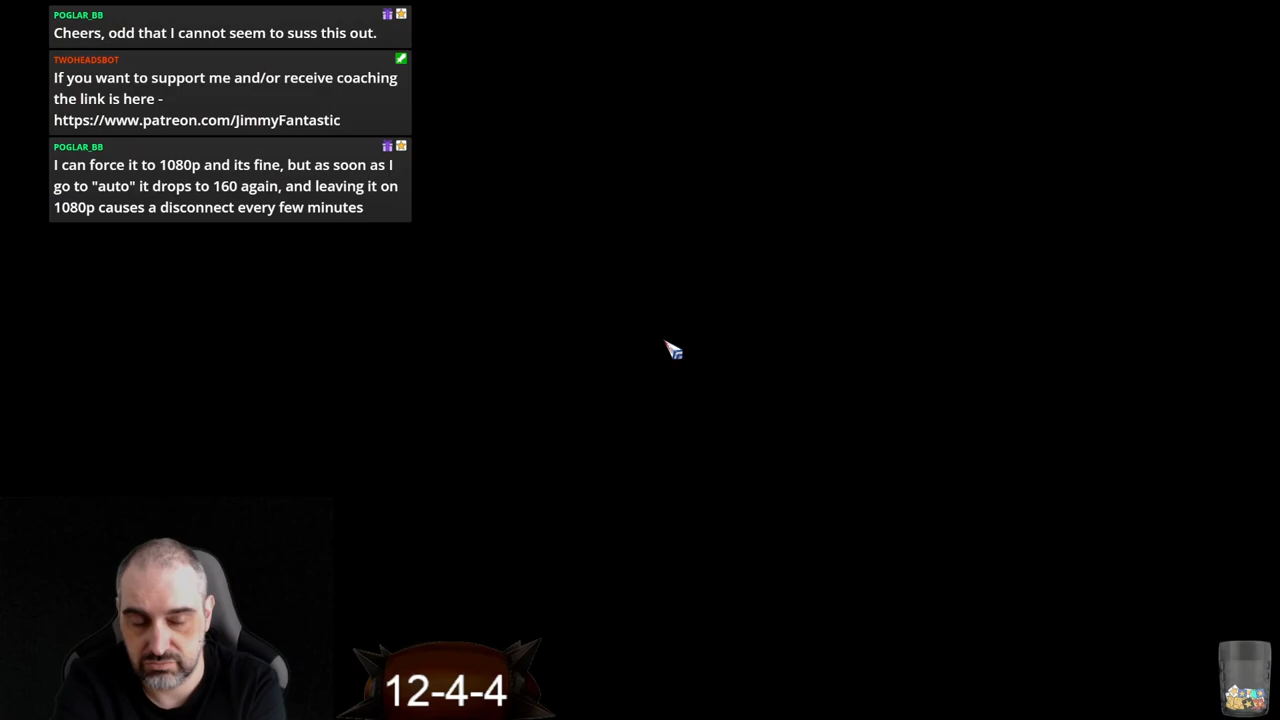 POGLAR_BB
Cheers, odd that I cannot seem to suss this out.
TWOHEADSBOT
If you want to support me and/or receive coaching
the link is here -
https://www.patreon.com/JimmyFantastic
POGLAR_BB
I can force it to 1080p and its fine, but as soon as I
go to "auto" it drops to 160 again, and leaving it on
1080p causes a disconnect every few minutes
12-4-4